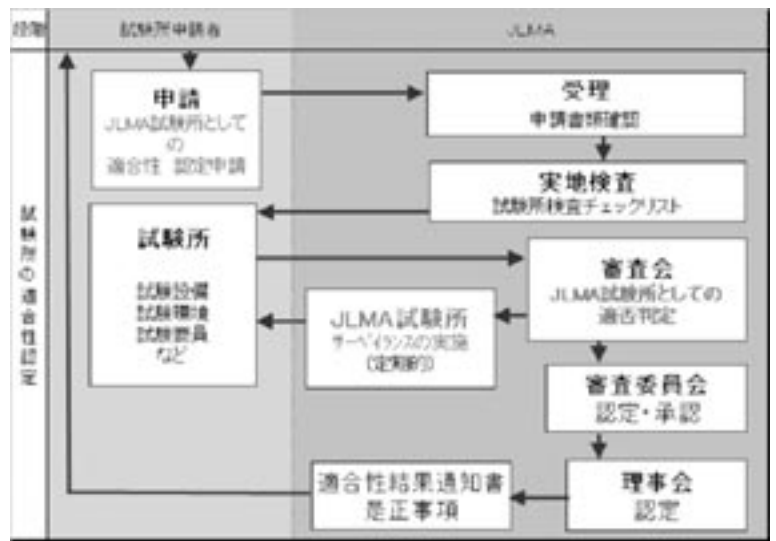 段階
試験所申請者
JLMA
申請
JLMA試験所として
の
適合性 認定申請
受理
申請書類確認
実地検査
試験所検査チェックリスト
試験所の適合性認定
試験所
試験設備
試験環境
試験要員
など
審査会
JLMA試験所としての
適否判定
JLMA試験所
サーベイランスの実施
(定期的)
審査委員会
認定・承認
適合性結果通知書
是正事項
理事会
認定